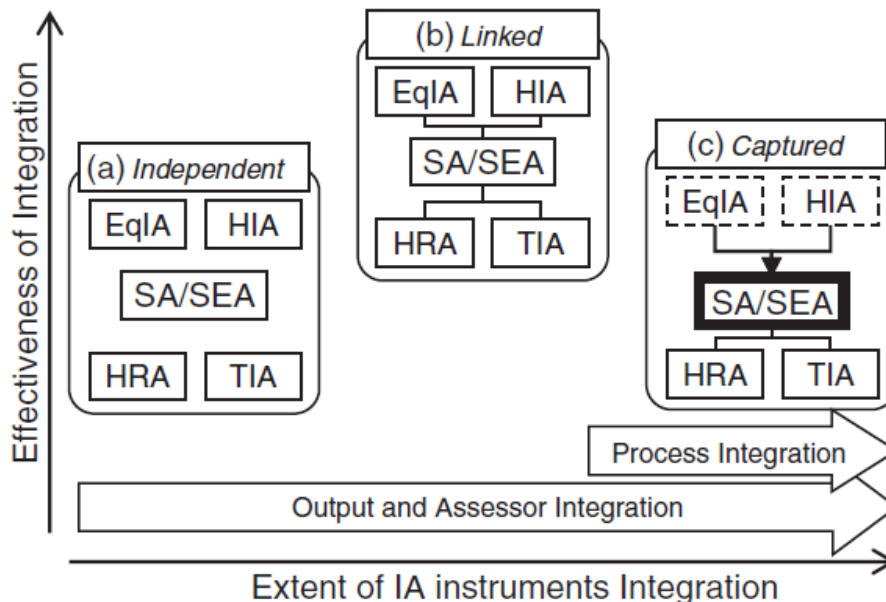 Effectiveness of Integration
(a) Independent
EqIA HIA
SA/SEA
HRA TIA
(b) Linked
EqIA HIA
SA/SEA
HRA TIA
(c) Captured
EqIA HIA
SA/SEA
HRA TIA
Process Integration
Output and Assessor Integration
Extent of IA instruments Integration